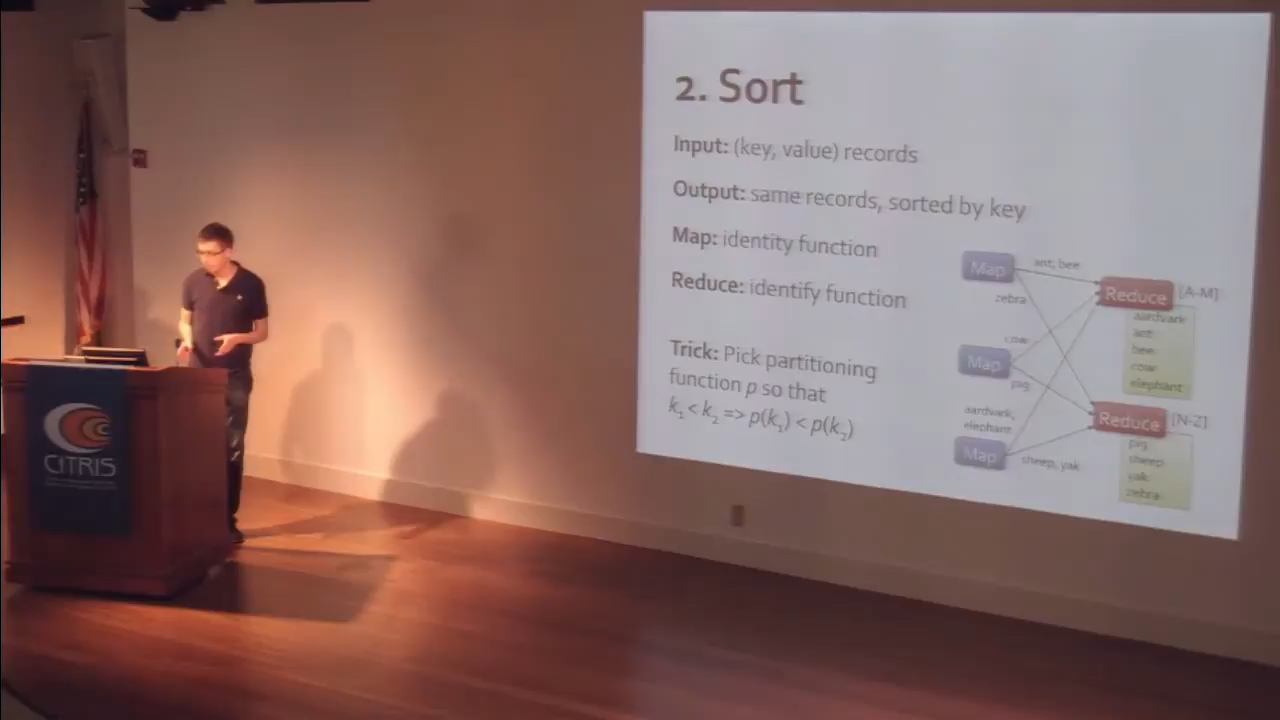 2. Sort
Input: (key, value) records
Output: same records, sorted by key
Map: identity function
Reduce: identify function
Trick: Pick partitioning
function p so that
k₁ < k₂ => p(k₁) < p(k₂)
Map
ant, bee
zebra
Reduce
[A-M]
aardvark
ant
bee
cow
elephant
cow
Map
pig
aardvark,
elephant
Reduce
[N-Z]
pig
sheep
yak
zebra
Map
sheep, yak
CITRIS